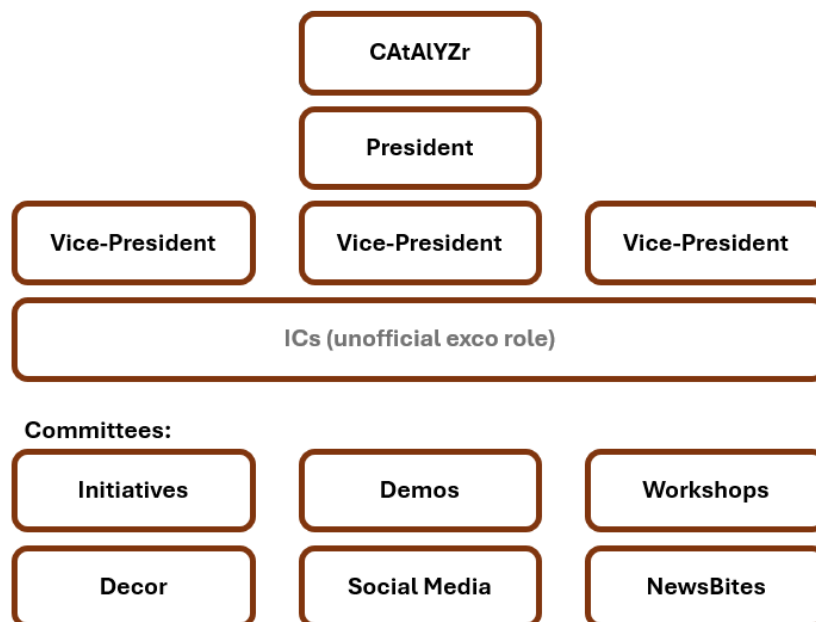 CAtAlYZr
President
Vice-President Vice-President Vice-President
ICs (unofficial exco role)
Committees:
Initiatives Demos Workshops
Decor Social Media NewsBites